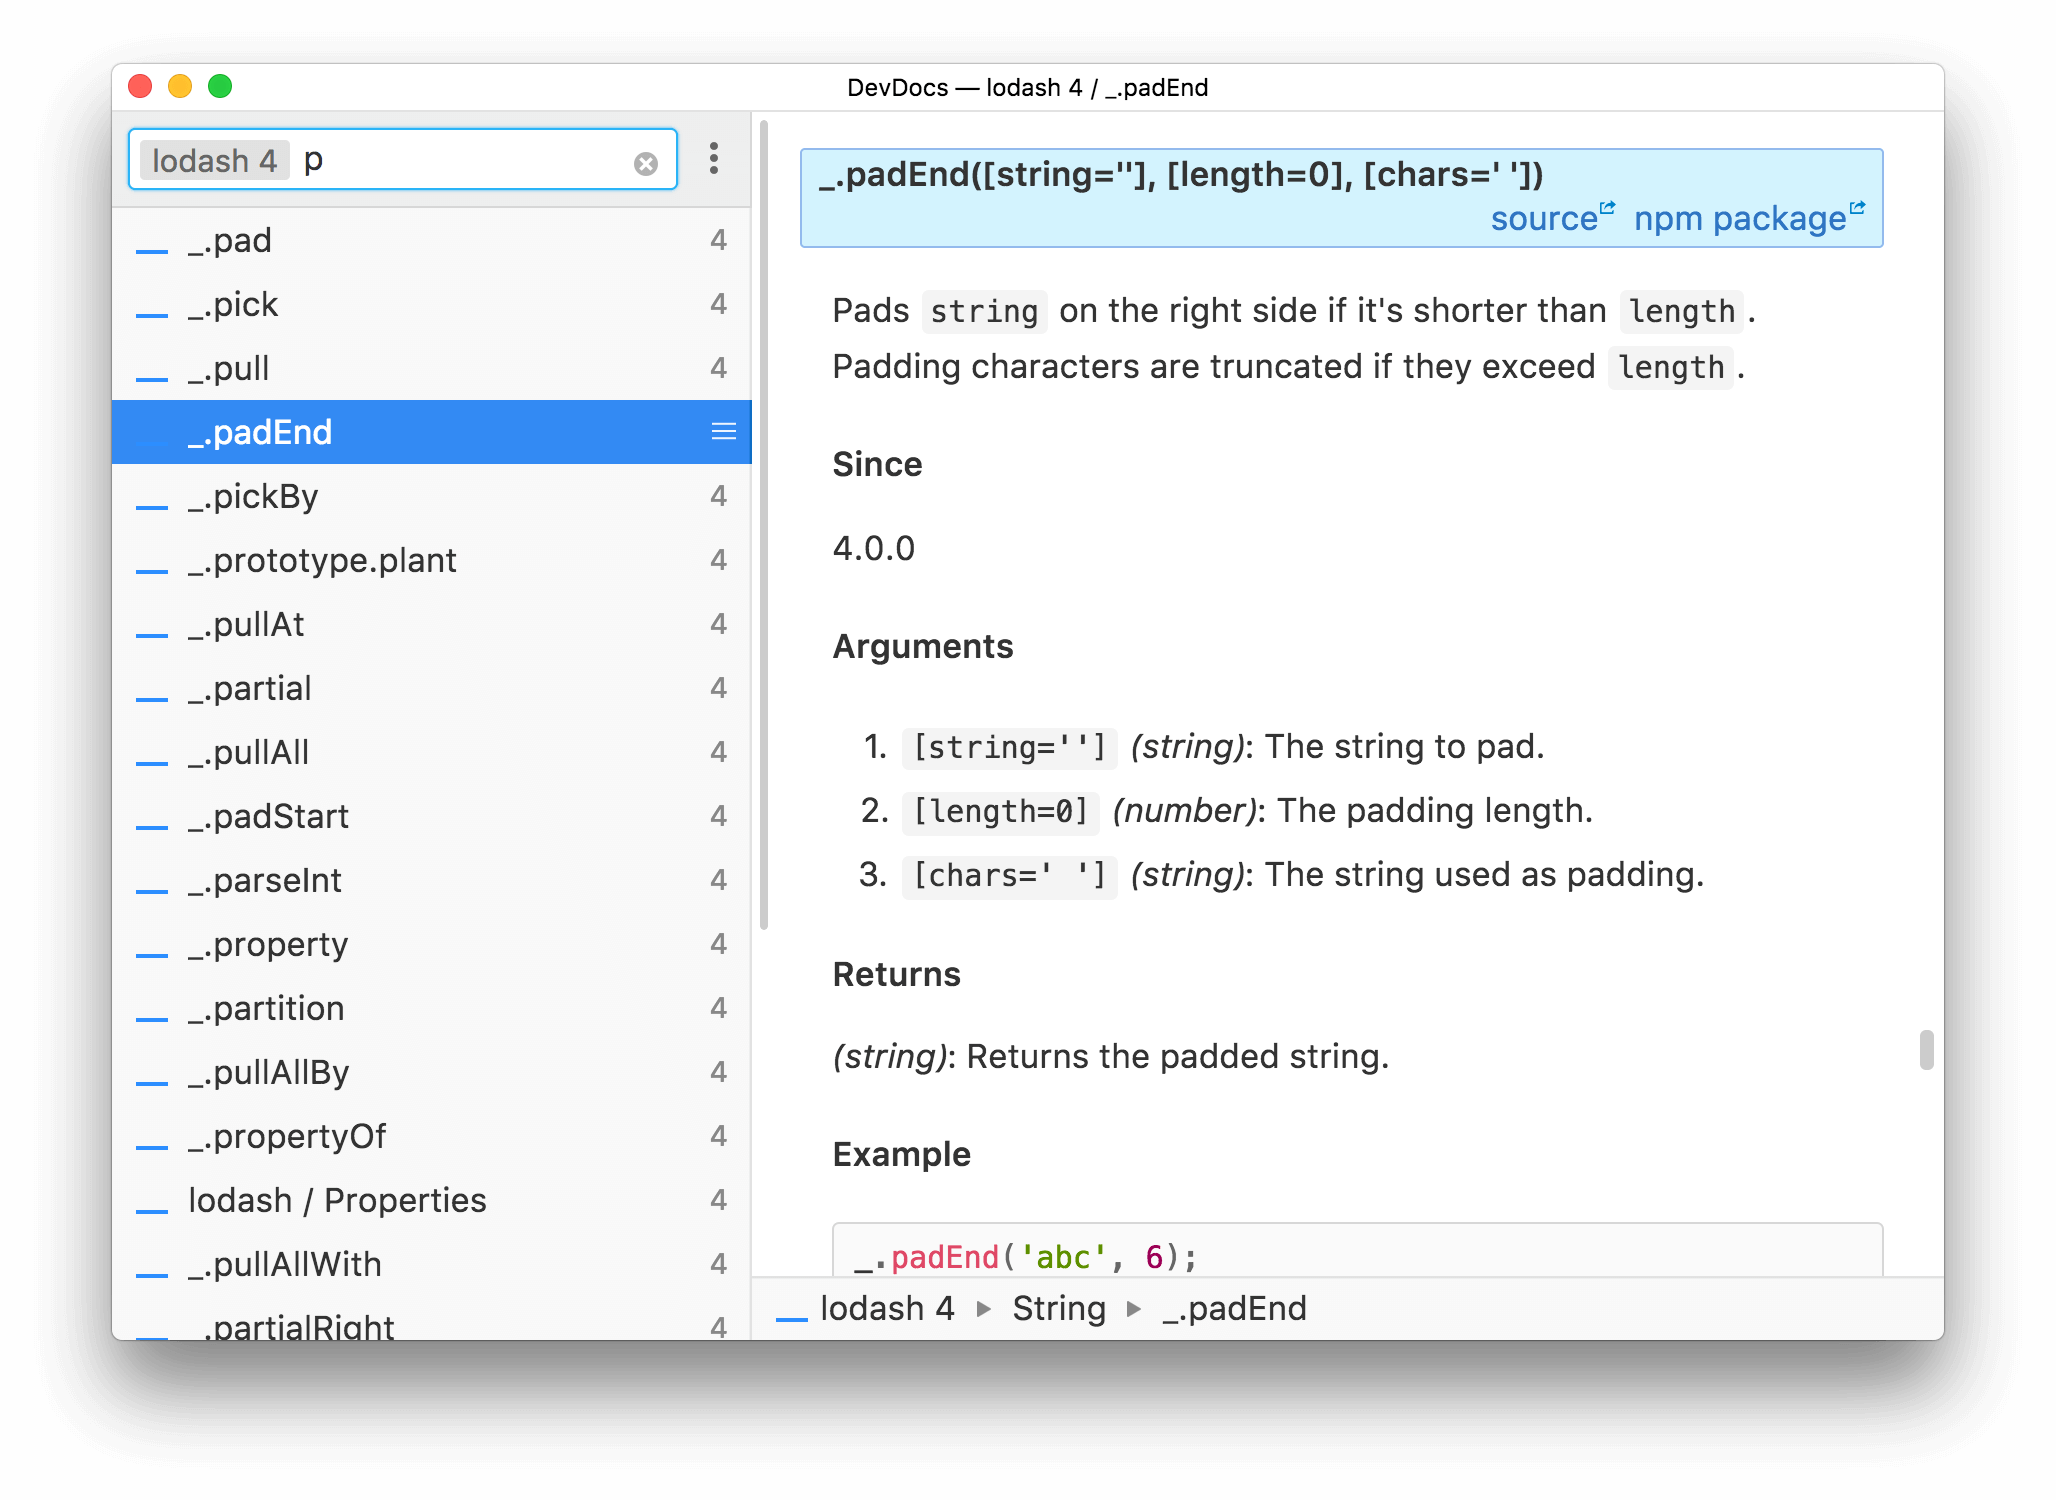 DevDocs — lodash 4 / _.padEnd
lodash 4 p
_.pad 4
_.pick 4
_.pull 4
_.padEnd
_.pickBy 4
_.prototype.plant 4
_.pullAt 4
_.partial 4
_.pullAll 4
_.padStart 4
_.parseInt 4
_.property 4
_.partition 4
_.pullAllBy 4
_.propertyOf 4
lodash / Properties 4
_.pullAllWith 4
_.partialRight 4
_.padEnd([string=''], [length=0], [chars=' '])
source npm package
Pads string on the right side if it's shorter than length.
Padding characters are truncated if they exceed length.
Since
4.0.0
Arguments
1. [string=''] (string): The string to pad.
2. [length=0] (number): The padding length.
3. [chars=' '] (string): The string used as padding.
Returns
(string): Returns the padded string.
Example
_.padEnd('abc', 6);
lodash 4 ▸ String ▸ _.padEnd